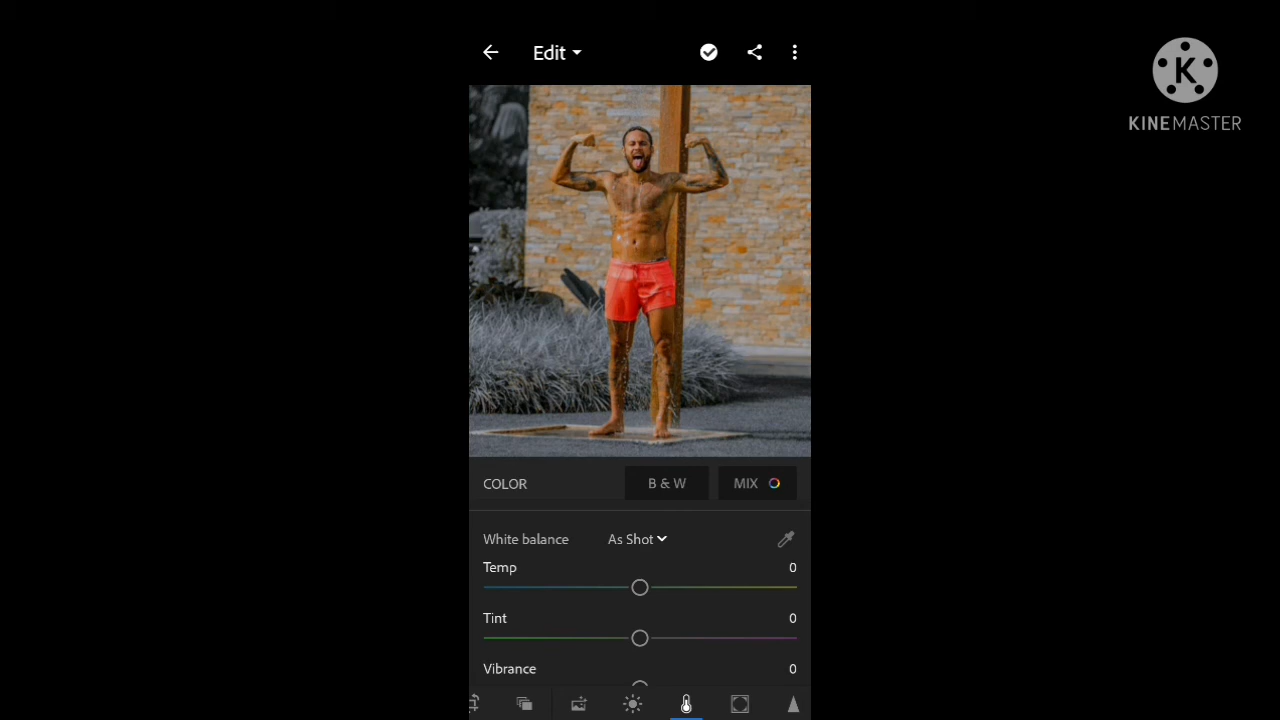 Edit
K
KINEMASTER
COLOR B & W MIX
White balance As Shot
Temp 0
Tint 0
Vibrance 0